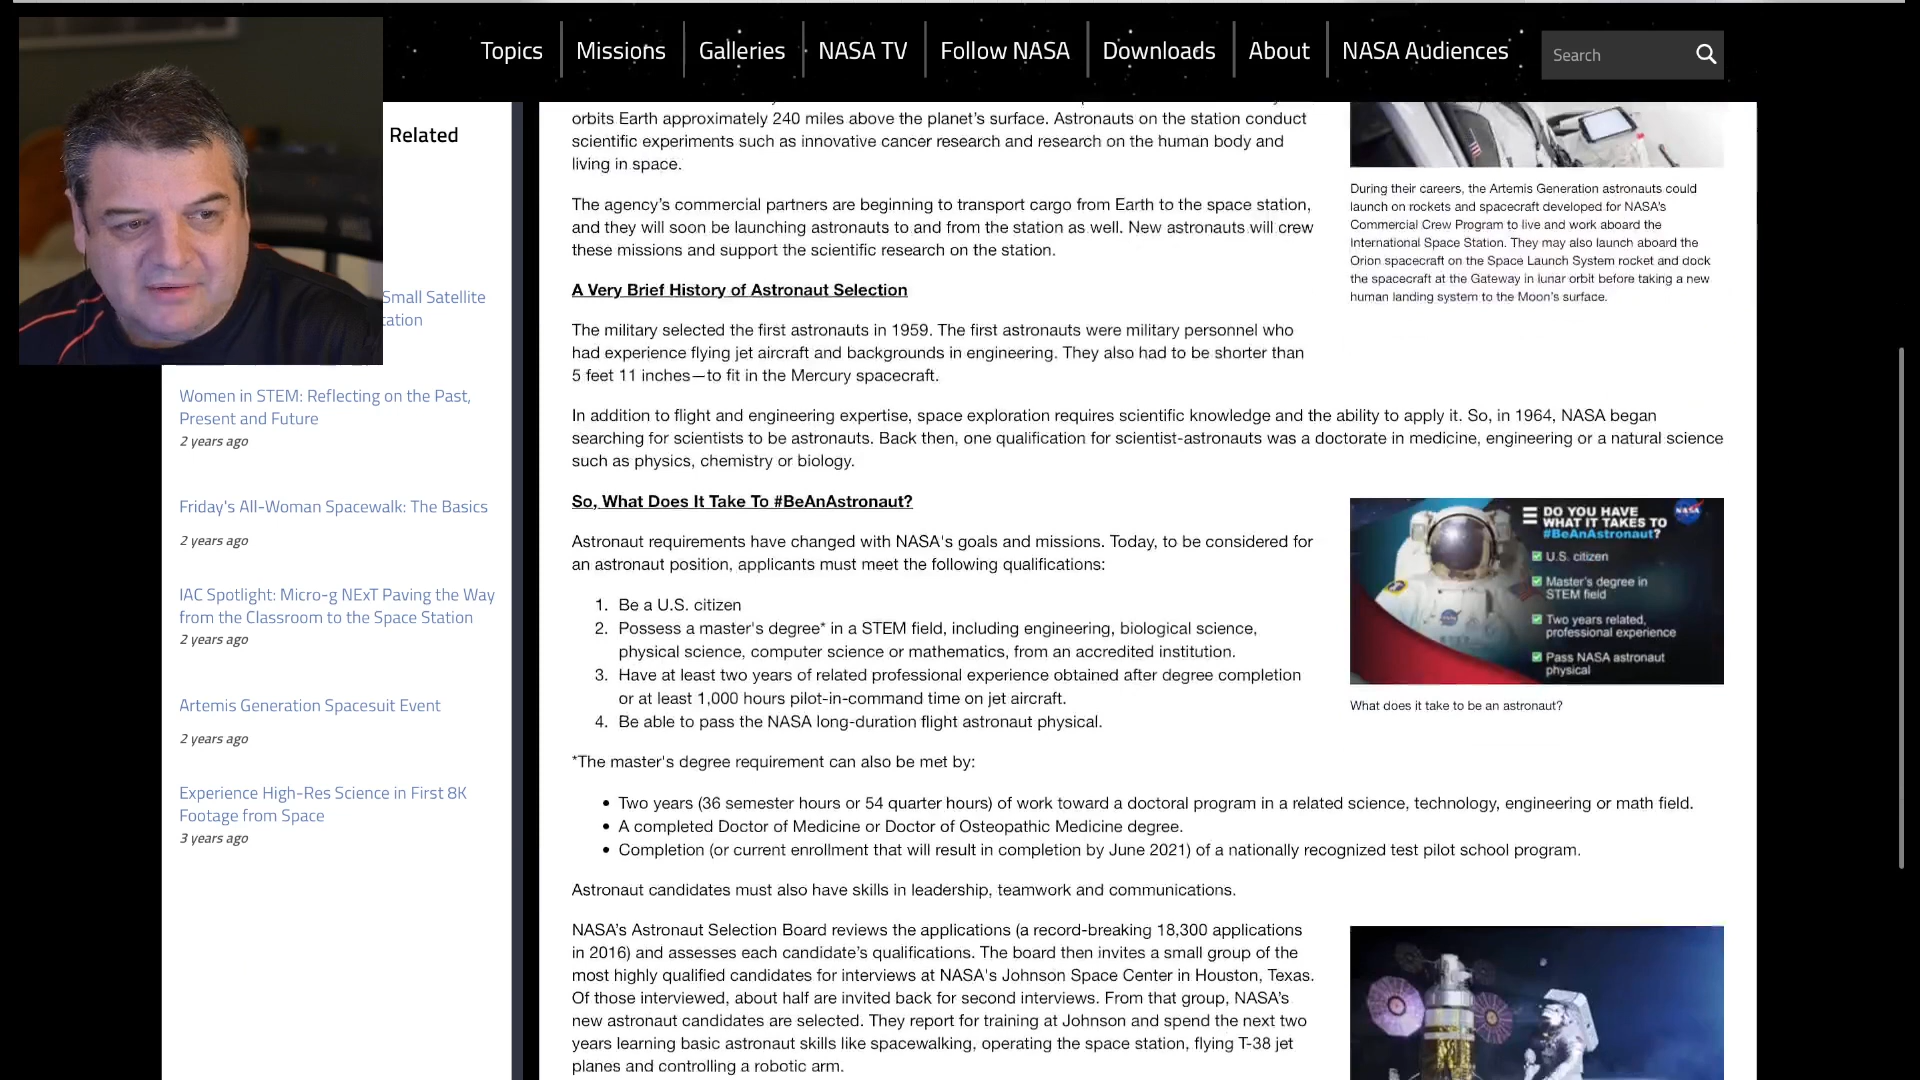 Topics
Missions
Galleries
NASA TV
Follow NASA
Downloads
About
NASA Audiences
Search
Related
Small Satellite
Women in STEM: Reflecting on the Past,
Present and Future
2 years ago
Friday's All-Woman Spacewalk: The Basics
2 years ago
IAC Spotlight: Micro-g NExT Paving the Way
from the Classroom to the Space Station
2 years ago
Artemis Generation Spacesuit Event
2 years ago
Experience High-Res Science in First 8K
Footage from Space
3 years ago
orbits Earth approximately 240 miles above the planet's surface. Astronauts on the station conduct
scientific experiments such as innovative cancer research and research on the human body and
living in space.
The agency's commercial partners are beginning to transport cargo from Earth to the space station,
and they will soon be launching astronauts to and from the station as well. New astronauts will crew
these missions and support the scientific research on the station.
A Very Brief History of Astronaut Selection
The military selected the first astronauts in 1959. The first astronauts were military personnel who
had experience flying jet aircraft and backgrounds in engineering. They also had to be shorter than
5 feet 11 inches—to fit in the Mercury spacecraft.
In addition to flight and engineering expertise, space exploration requires scientific knowledge and the ability to apply it. So, in 1964, NASA began
searching for scientists to be astronauts. Back then, one qualification for scientist-astronauts was a doctorate in medicine, engineering or a natural science
such as physics, chemistry or biology.
So, What Does It Take To #BeAnAstronaut?
Astronaut requirements have changed with NASA's goals and missions. Today, to be considered for
an astronaut position, applicants must meet the following qualifications:
1. Be a U.S. citizen
2. Possess a master's degree* in a STEM field, including engineering, biological science,
physical science, computer science or mathematics, from an accredited institution.
3. Have at least two years of related professional experience obtained after degree completion
or at least 1,000 hours pilot-in-command time on jet aircraft.
4. Be able to pass the NASA long-duration flight astronaut physical.
*The master's degree requirement can also be met by:
• Two years (36 semester hours or 54 quarter hours) of work toward a doctoral program in a related science, technology, engineering or math field.
• A completed Doctor of Medicine or Doctor of Osteopathic Medicine degree.
• Completion (or current enrollment that will result in completion by June 2021) of a nationally recognized test pilot school program.
Astronaut candidates must also have skills in leadership, teamwork and communications.
NASA's Astronaut Selection Board reviews the applications (a record-breaking 18,300 applications
in 2016) and assesses each candidate's qualifications. The board then invites a small group of the
most highly qualified candidates for interviews at NASA's Johnson Space Center in Houston, Texas.
Of those interviewed, about half are invited back for second interviews. From that group, NASA's
new astronaut candidates are selected. They report for training at Johnson and spend the next two
years learning basic astronaut skills like spacewalking, operating the space station, flying T-38 jet
planes and controlling a robotic arm.
During their careers, the Artemis Generation astronauts could
launch on rockets and spacecraft developed for NASA's
Commercial Crew Program to live and work aboard the
International Space Station. They may also launch aboard the
Orion spacecraft on the Space Launch System rocket and dock
the spacecraft at the Gateway in lunar orbit before taking a new
human landing system to the Moon's surface.
DO YOU HAVE
WHAT IT TAKES TO
#BeAnAstronaut?
NASA
U.S. citizen
Master's degree in
STEM field
Two years related,
professional experience
Pass NASA astronaut
physical
What does it take to be an astronaut?